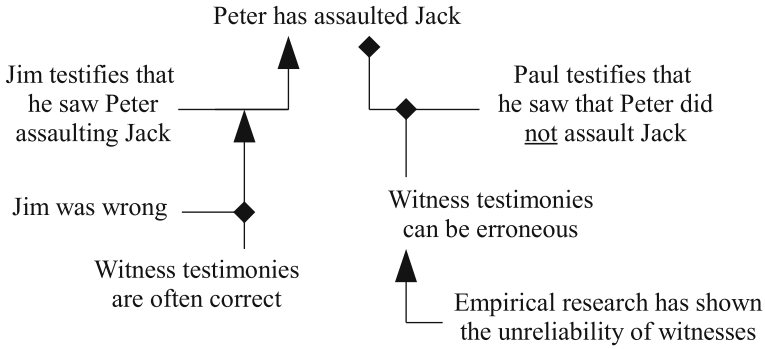 Peter has assaulted Jack
Jim testifies that
he saw Peter
assaulting Jack
Paul testifies that
he saw that Peter did
not assault Jack
Jim was wrong
Witness testimonies
can be erroneous
Witness testimonies
are often correct
Empirical research has shown
the unreliability of witnesses